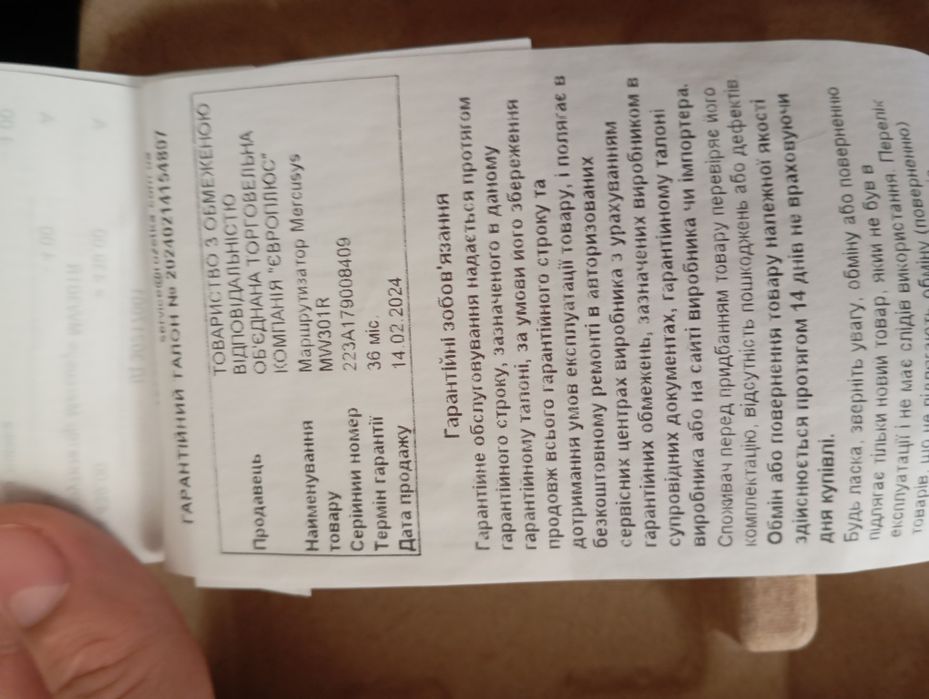 ГАРАНТІЙНИЙ ТАЛОН № 20240214154807
Продавець ТОВАРИСТВО З ОБМЕЖЕНОЮ
ВІДПОВІДАЛЬНІСТЮ
ОБ'ЄДНАНА ТОРГОВЕЛЬНА
КОМПАНІЯ "ЄВРОПЛЮС"
Найменування Маршрутизатор Mercusys
товару MW301R
Серійний номер 223A179008409
Термін гарантії 36 міс.
Дата продажу 14.02.2024
Гарантійні зобов'язання
Гарантійне обслуговування надається протягом
гарантійного строку, зазначеного в даному
гарантійному талоні, за умови його збереження
продовж всього гарантійного строку та
дотримання умов експлуатації товару, і полягає в
безкоштовному ремонті в авторизованих
сервісних центрах виробника з урахуванням
гарантійних обмежень, зазначених виробником в
супровідних документах, гарантійному талоні
виробника або на сайті виробника чи імпортера.
Споживач перед придбанням товару перевіряє його
комплектацію, відсутність пошкоджень або дефектів
Обмін або повернення товару належної якості
здійснюється протягом 14 днів не враховуючи
дня купівлі.
Будь ласка, зверніть увагу, обміну або поверненню
підлягає тільки новий товар, який не був в
експлуатації і не має слідів використання. Перелік
товарів, що не підлягають обміну (поверненню)